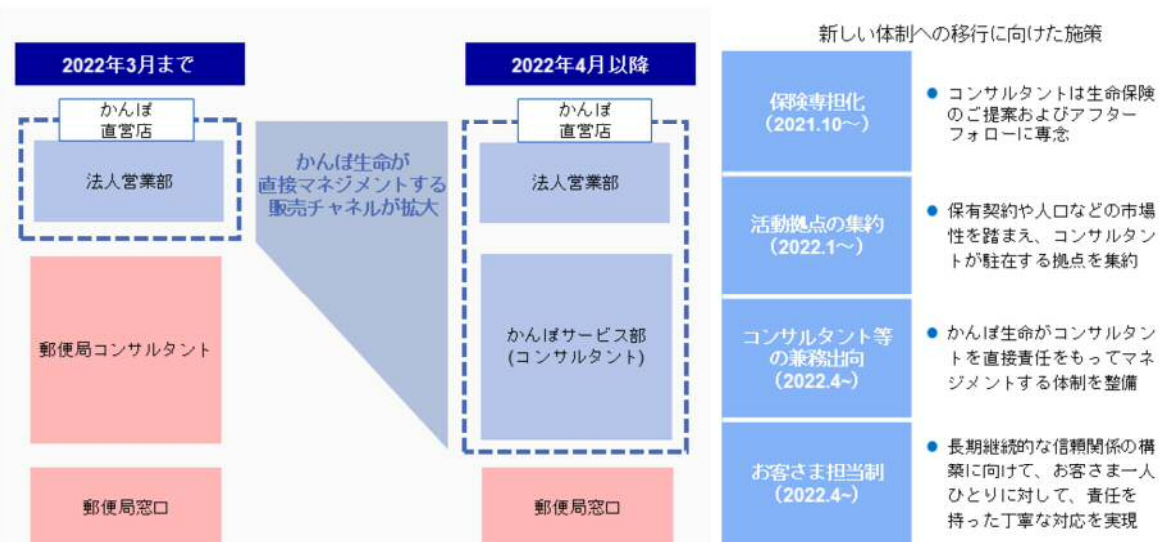 新しい体制への移行に向けた施策
2022年3月まで
かんぽ
直営店
法人営業部
郵便局コンサルタント
郵便局窓口
かんぽ生命が
直接マネジメントする
販売チャネルが拡大
2022年4月以降
かんぽ
直営店
法人営業部
かんぽサービス部
(コンサルタント)
郵便局窓口
保険専担化
(2021.10～)
● コンサルタントは生命保険
のご提案およびアフター
フォローに専念
活動拠点の集約
(2022.1～)
● 保有契約や人口などの市場
性を踏まえ、コンサルタン
トが駐在する拠点を集約
コンサルタント等
の兼務出向
(2022.4~)
● かんぽ生命がコンサルタン
トを直接責任をもってマネ
ジメントする体制を整備
お客さま担当制
(2022.4~)
● 長期継続的な信頼関係の構
築に向けて、お客さま一人
ひとりに対して、責任を
持った丁寧な対応を実現